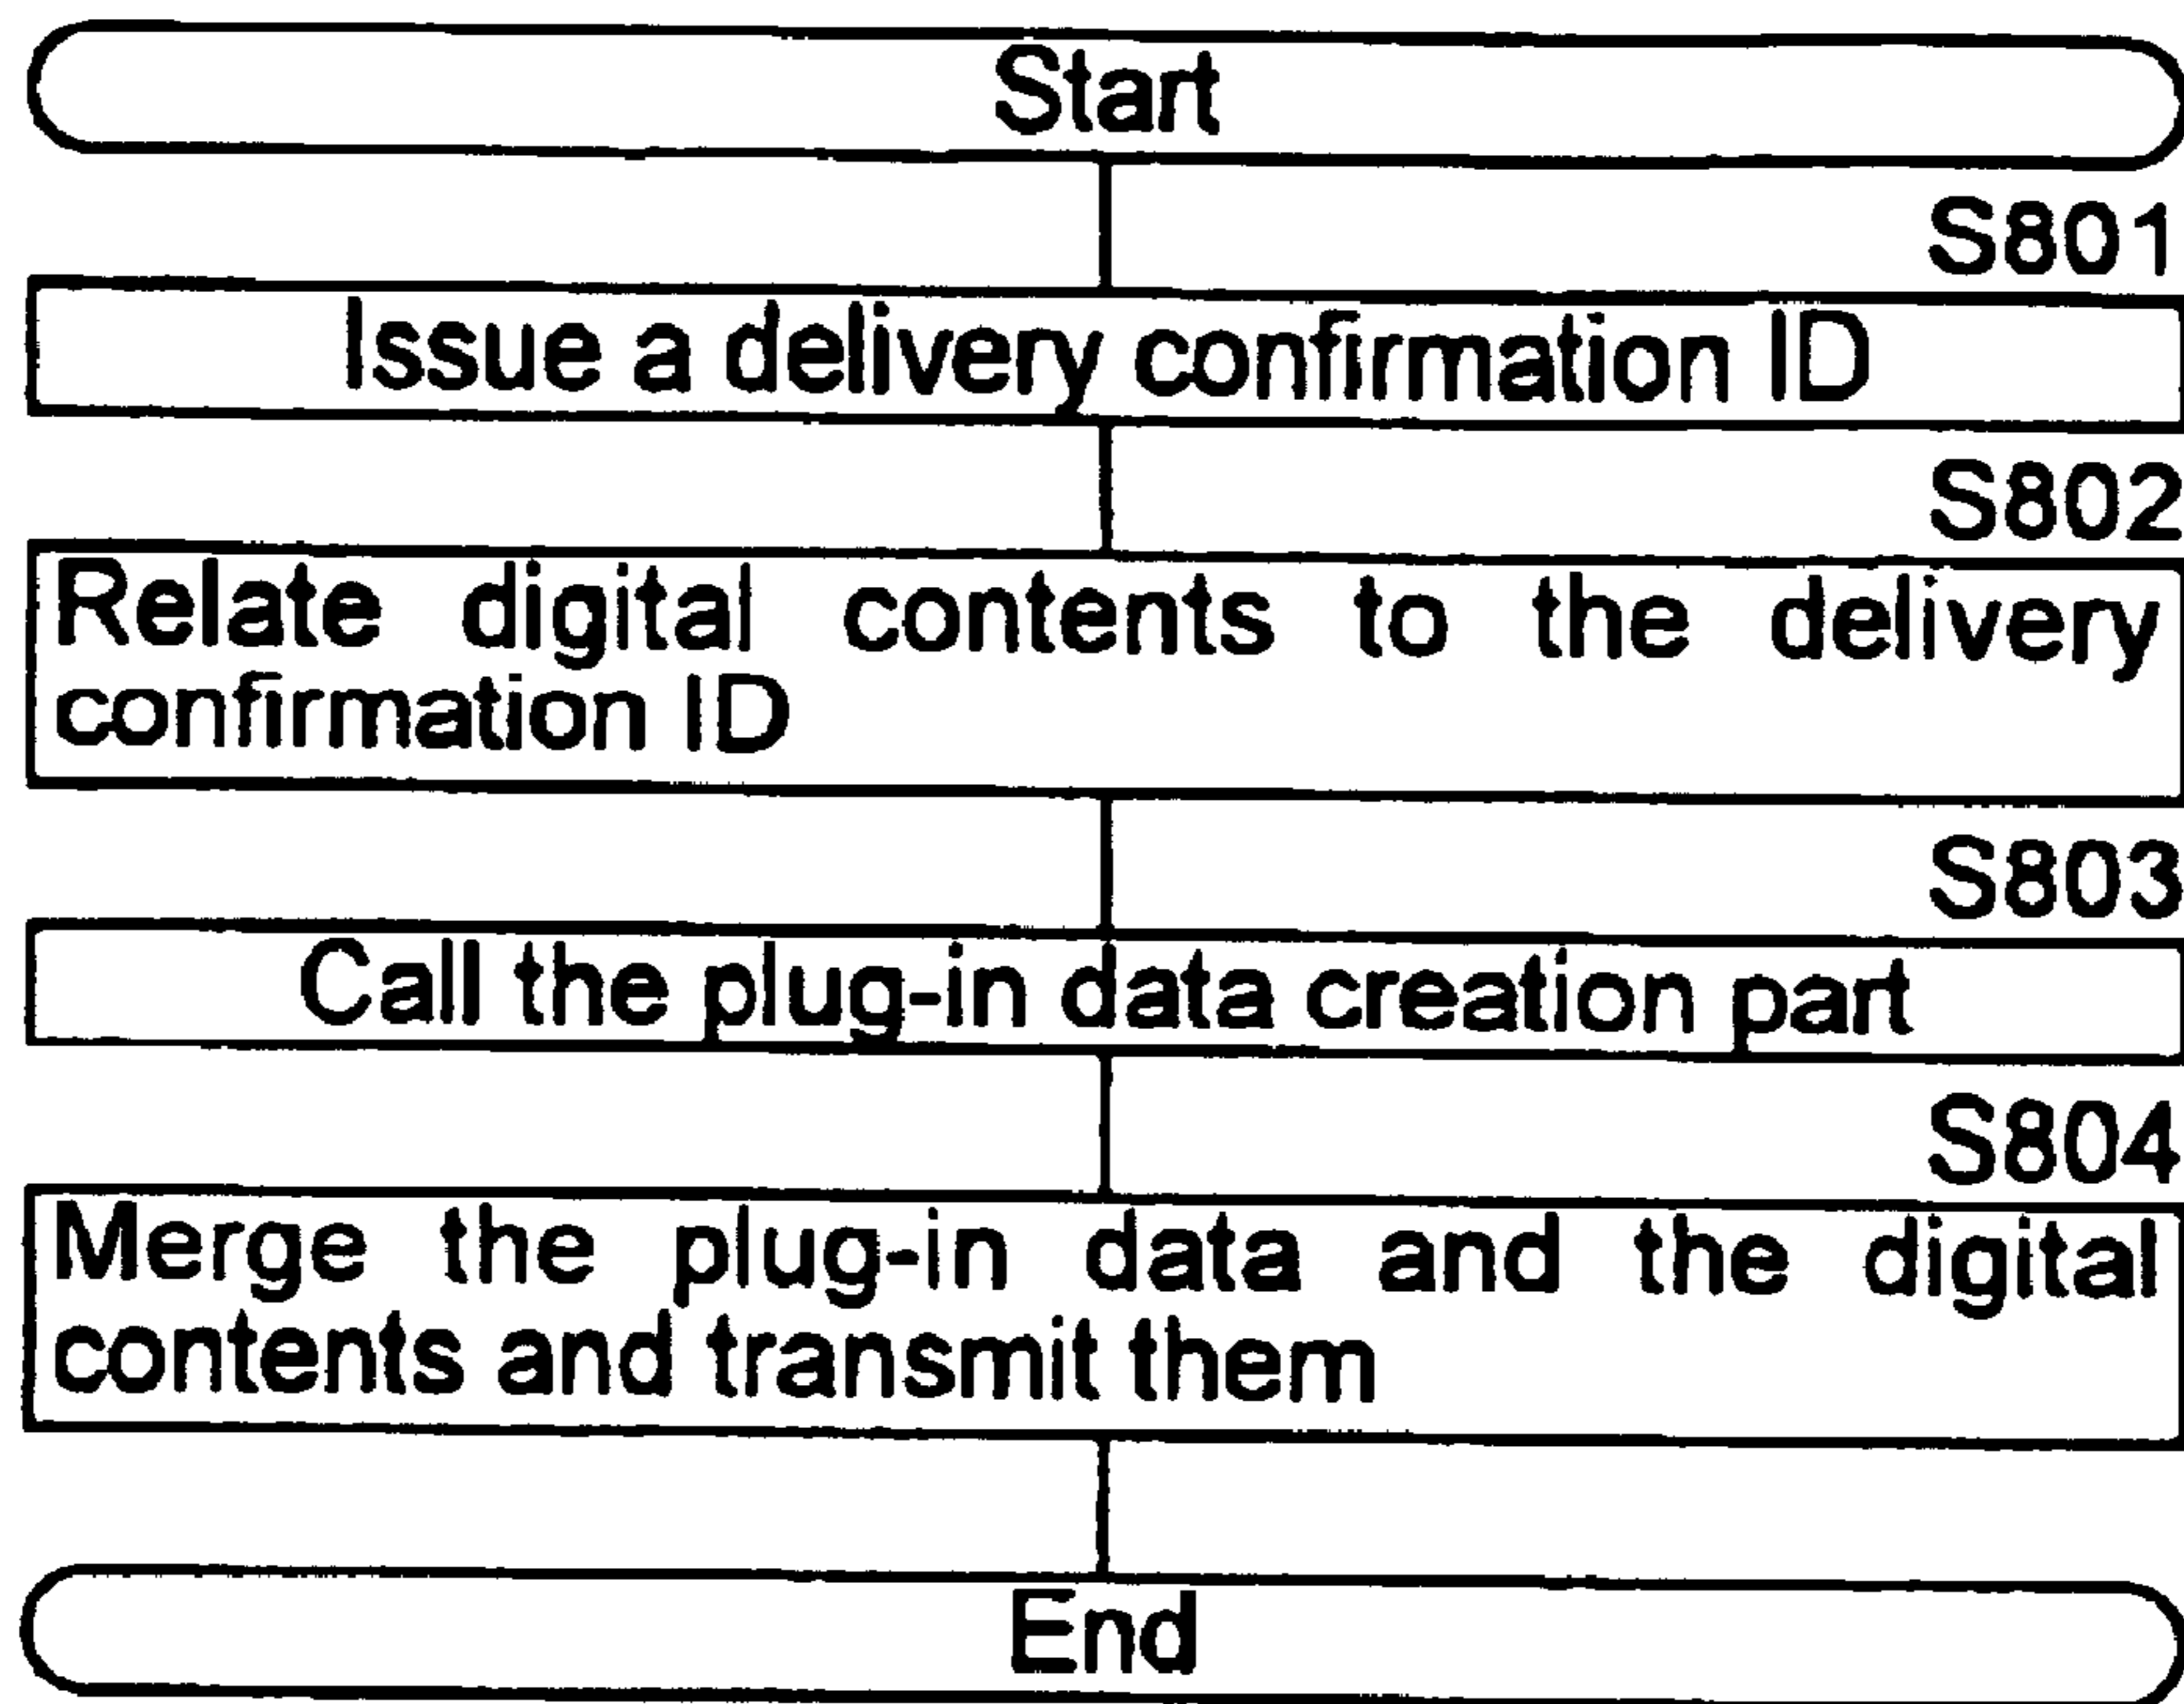 Start
S801
Issue a delivery confirmation ID
S802
Relate digital contents to the delivery
confirmation ID
S803
Call the plug-in data creation part
S804
Merge the plug-in data and the digital
contents and transmit them
End